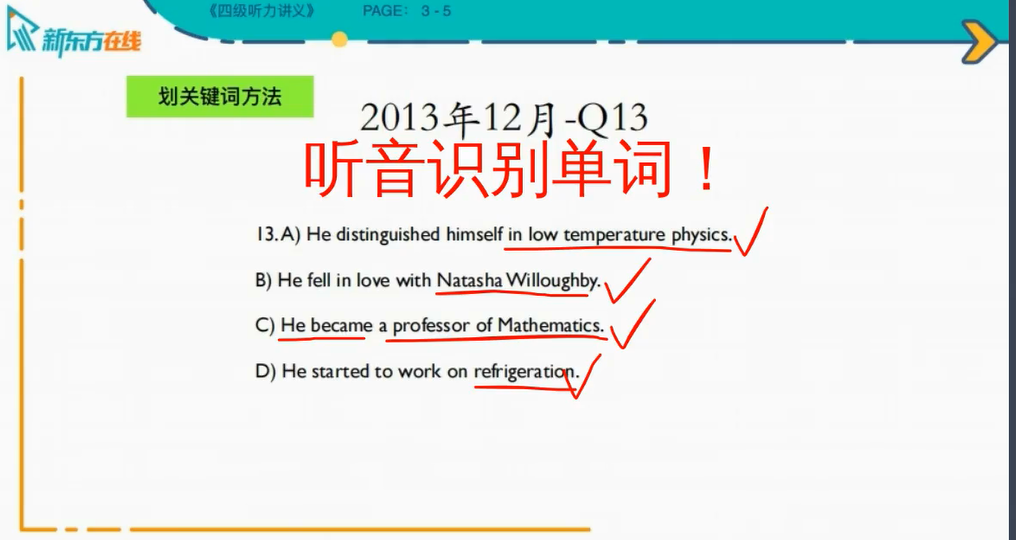 《四级听力讲义》 PAGE: 3 - 5
新东方在线
划关键词方法
2013年12月-Q13
听音识别单词！
13.A) He distinguished himself in low temperature physics.
B) He fell in love with Natasha Willoughby.
C) He became a professor of Mathematics.
D) He started to work on refrigeration.